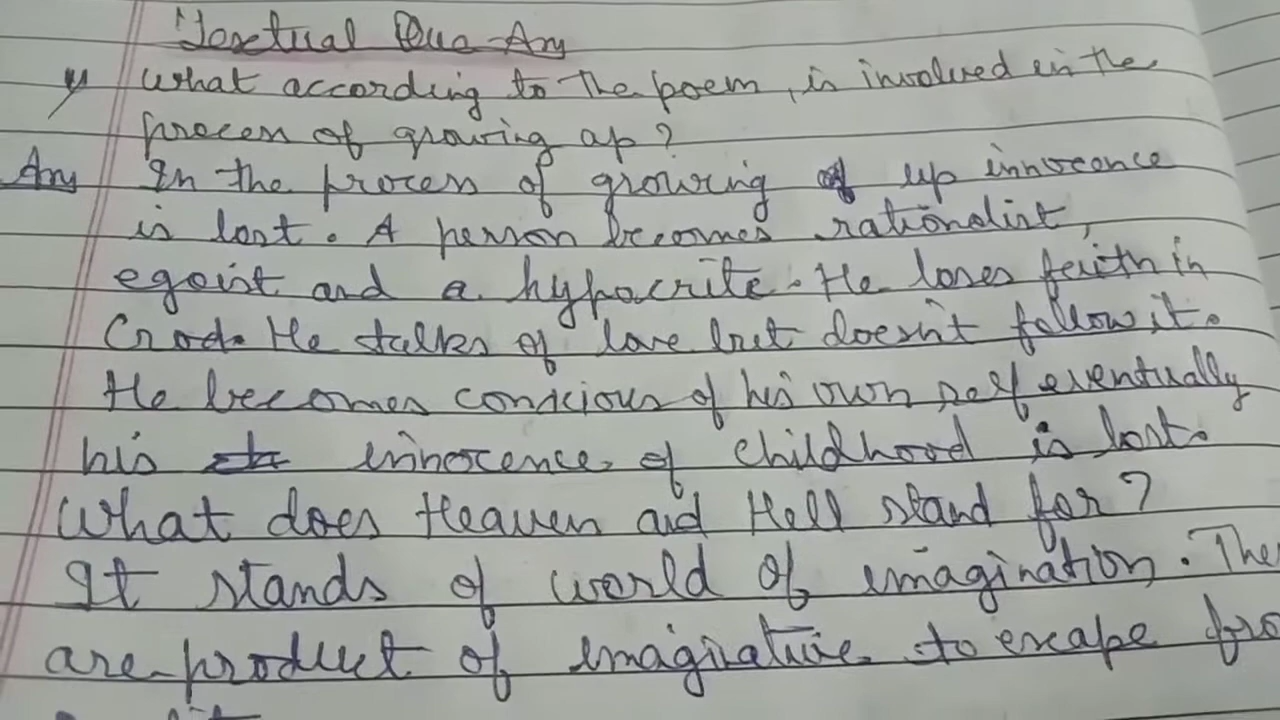 Textual Que-Ans
1) What according to the poem, is involved in the
process of growing up?
Ans In the process of growing up innocence
is lost. A person becomes rationalist,
egoist and a hypocrite. He loses faith in
God. He talks of love but doesn't follow it.
He becomes concious of his own self eventually
his innocence of childhood is lost.
What does Heaven and Hell stand for?
It stands of world of imagination. The
are product of imaginative to escape fro